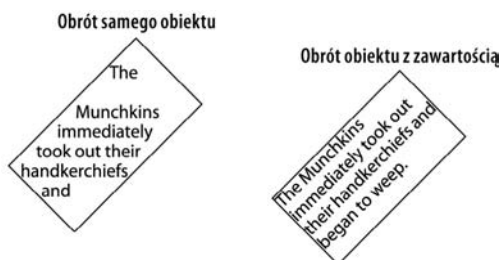 Obrót samego obiektu
The
Munchkins
immediately
took out their
handkerchiefs
and
Obrót obiektu z zawartością
The Munchkins
immediately took out
their handkerchiefs and
began to weep.